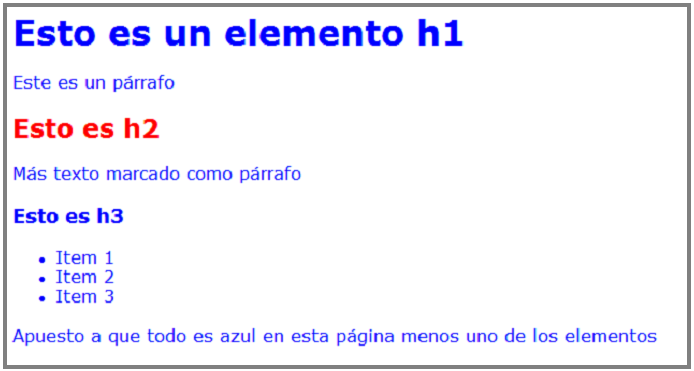 Esto es un elemento h1
Este es un párrafo
Esto es h2
Más texto marcado como párrafo
Esto es h3
• Item 1
• Item 2
• Item 3
Apuesto a que todo es azul en esta página menos uno de los elementos